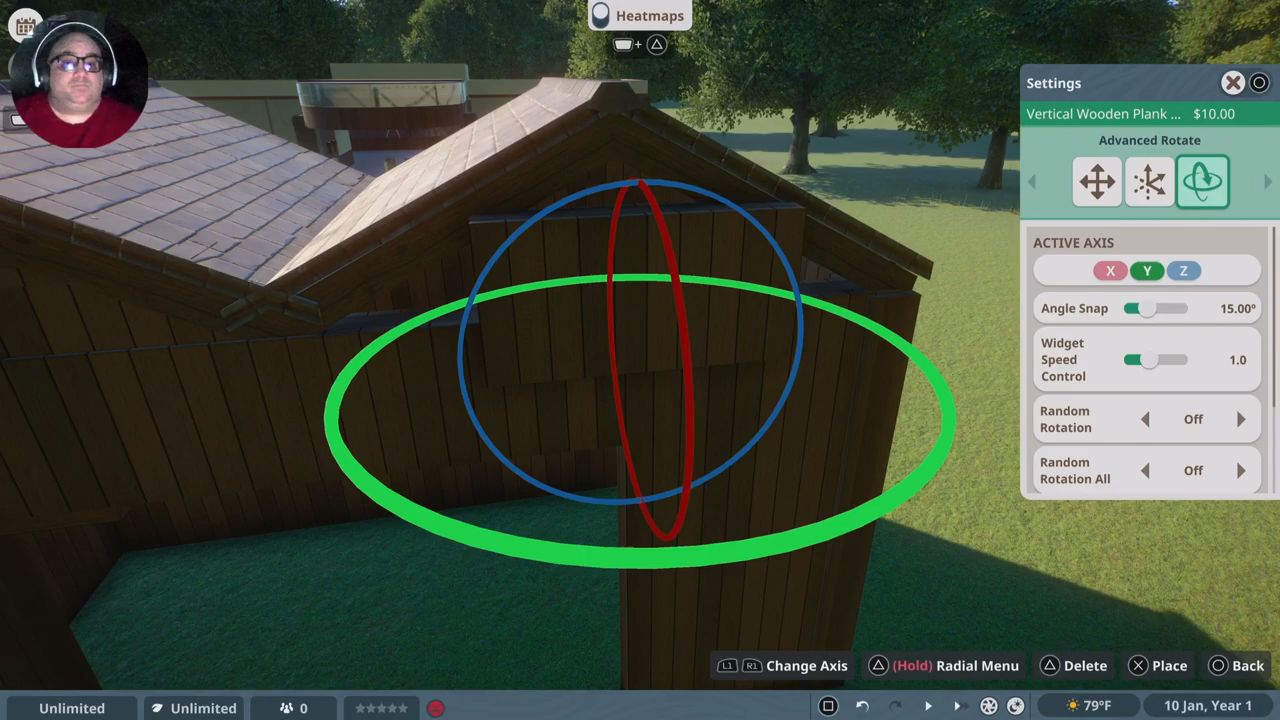 Heatmaps
+
Settings
Vertical Wooden Plank ... $10.00
Advanced Rotate
ACTIVE AXIS
X Y Z
Angle Snap 15.00°
Widget
Speed
Control
1.0
Random
Rotation
Off
Random
Rotation All
Off
L1 R1 Change Axis (Hold) Radial Menu Delete Place Back
Unlimited Unlimited 0 79°F 10 Jan, Year 1